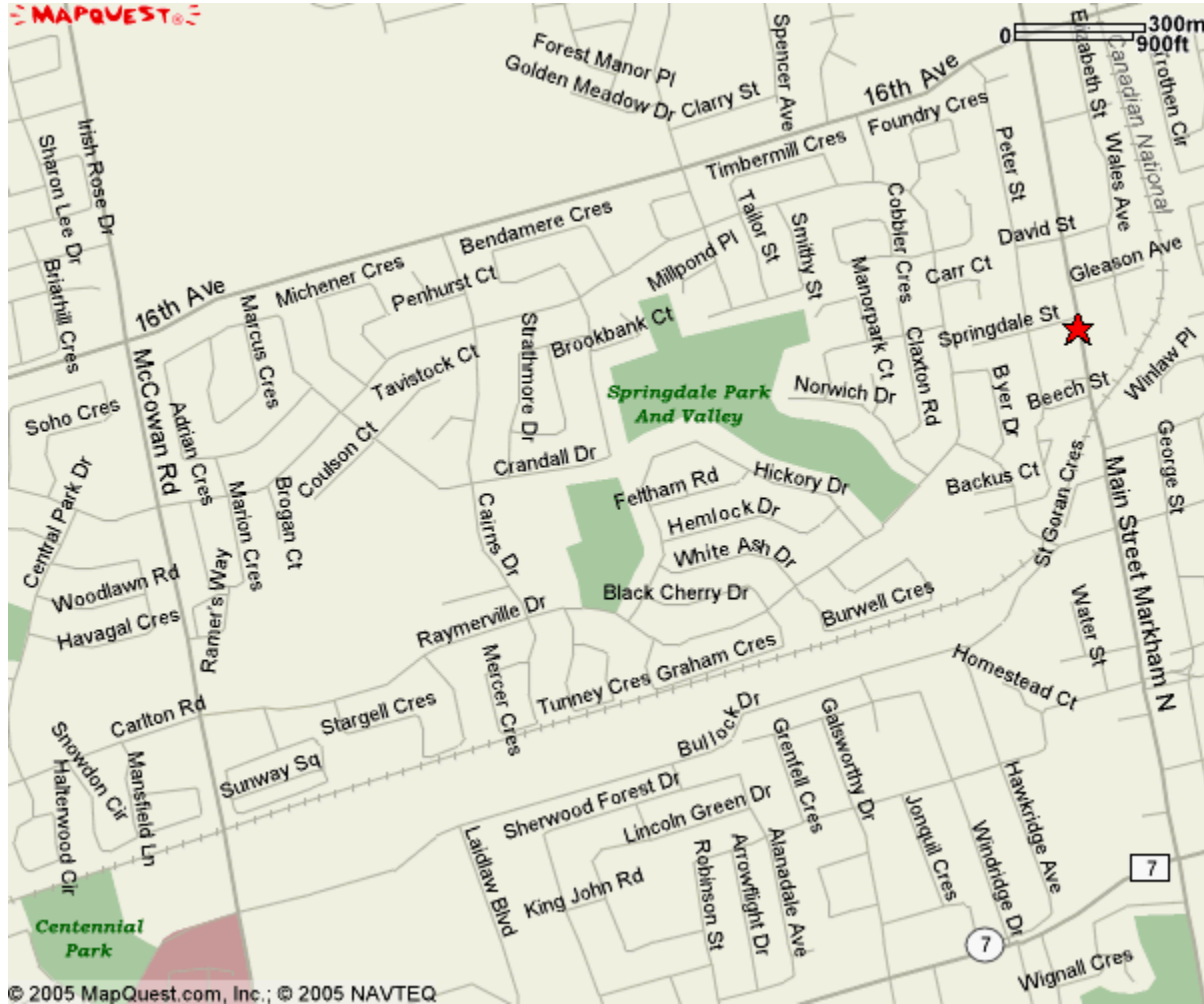 MAPQUEST®
0 300m
900ft
Forest Manor Pl
Golden Meadow Dr
Clarry St
Spencer Ave
16th Ave
Elizabeth St
Canadian National
Trothen Cir
Foundry Cres
Timbermill Cres
Peter St
Wales Ave
Irish Rose Dr
Sharon Lee Dr
Briarhill Cres
Bendamere Cres
Michener Cres
Penhurst Ct
16th Ave
Millpond Pl
Tailor St
Smithy St
Cobbler Cres
Manorpark Ct
Carr Ct
David St
Gleason Ave
Springdale St
Claxton Rd
Marcus Cres
Strathmore Dr
Brookbank Ct
Tavistock Ct
Springdale Park
And Valley
Norwich Dr
Byer Dr
Beech St
Winlaw Pl
Soho Cres
McCowan Rd
Adrian Cres
Coulson Ct
Crandall Dr
Feltham Rd
Hickory Dr
Backus Ct
St Goran Cres
Main Street Markham N
George St
Central Park Dr
Marion Cres
Brogan Ct
Cairns Dr
Hemlock Dr
White Ash Dr
Woodlawn Rd
Havagal Cres
Ramer's Way
Raymerville Dr
Black Cherry Dr
Burwell Cres
Water St
Mercer Cres
Tunney Cres
Graham Cres
Homestead Ct
Carlton Rd
Stargell Cres
Bullock Dr
Snowdon Cir
Halterwood Cir
Mansfield Ln
Sunway Sq
Grenfell Cres
Galsworthy Dr
Sherwood Forest Dr
Lincoln Green Dr
Hawkridge Ave
Jonquil Cres
Windridge Dr
Laidlaw Blvd
King John Rd
Robinson St
Arrowflight Dr
Alanadale Ave
7
7
Centennial
Park
Wignall Cres
© 2005 MapQuest.com, Inc.; © 2005 NAVTEQ